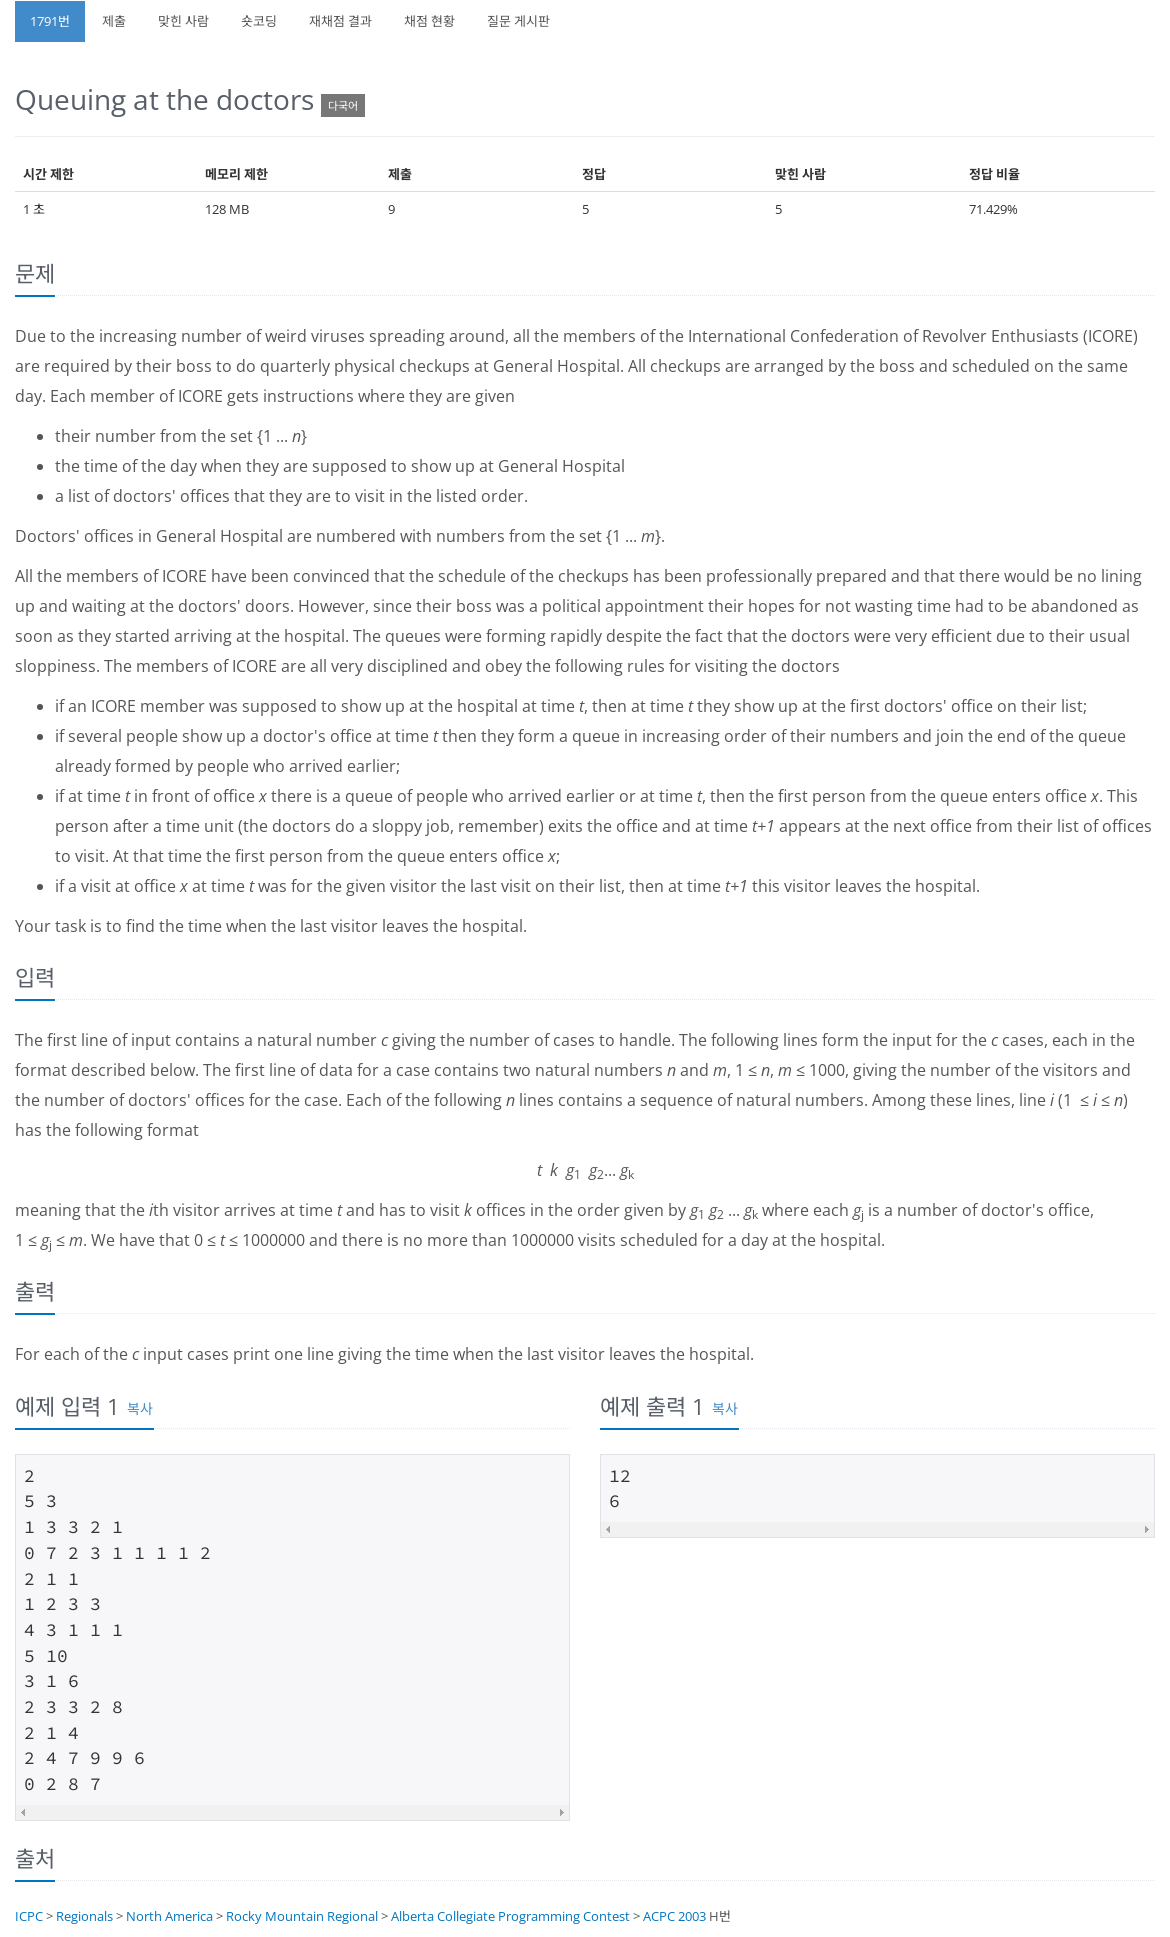 1791번 제출 맞힌 사람 숏코딩 재채점 결과 채점 현황 질문 게시판
Queuing at the doctors 다국어
시간 제한 메모리 제한 제출 정답 맞힌 사람 정답 비율
1 초 128 MB 9 5 5 71.429%
문제
Due to the increasing number of weird viruses spreading around, all the members of the International Confederation of Revolver Enthusiasts (ICORE)
are required by their boss to do quarterly physical checkups at General Hospital. All checkups are arranged by the boss and scheduled on the same
day. Each member of ICORE gets instructions where they are given
• their number from the set {1 ... n}
• the time of the day when they are supposed to show up at General Hospital
• a list of doctors' offices that they are to visit in the listed order.
Doctors' offices in General Hospital are numbered with numbers from the set {1 ... m}.
All the members of ICORE have been convinced that the schedule of the checkups has been professionally prepared and that there would be no lining
up and waiting at the doctors' doors. However, since their boss was a political appointment their hopes for not wasting time had to be abandoned as
soon as they started arriving at the hospital. The queues were forming rapidly despite the fact that the doctors were very efficient due to their usual
sloppiness. The members of ICORE are all very disciplined and obey the following rules for visiting the doctors
• if an ICORE member was supposed to show up at the hospital at time t, then at time t they show up at the first doctors' office on their list;
• if several people show up a doctor's office at time t then they form a queue in increasing order of their numbers and join the end of the queue
already formed by people who arrived earlier;
• if at time t in front of office x there is a queue of people who arrived earlier or at time t, then the first person from the queue enters office x. This
person after a time unit (the doctors do a sloppy job, remember) exits the office and at time t+1 appears at the next office from their list of offices
to visit. At that time the first person from the queue enters office x;
• if a visit at office x at time t was for the given visitor the last visit on their list, then at time t+1 this visitor leaves the hospital.
Your task is to find the time when the last visitor leaves the hospital.
입력
The first line of input contains a natural number c giving the number of cases to handle. The following lines form the input for the c cases, each in the
format described below. The first line of data for a case contains two natural numbers n and m, 1 ≤ n, m ≤ 1000, giving the number of the visitors and
the number of doctors' offices for the case. Each of the following n lines contains a sequence of natural numbers. Among these lines, line i (1 ≤ i ≤ n)
has the following format
t k g1 g2... gk
meaning that the ith visitor arrives at time t and has to visit k offices in the order given by g1 g2 ... gk where each gj is a number of doctor's office,
1 ≤ gj ≤ m. We have that 0 ≤ t ≤ 1000000 and there is no more than 1000000 visits scheduled for a day at the hospital.
출력
For each of the c input cases print one line giving the time when the last visitor leaves the hospital.
예제 입력 1 복사
2
5 3
1 3 3 2 1
0 7 2 3 1 1 1 1 2
2 1 1
1 2 3 3
4 3 1 1 1
5 10
3 1 6
2 3 3 2 8
2 1 4
2 4 7 9 9 6
0 2 8 7
예제 출력 1 복사
12
6
출처
ICPC > Regionals > North America > Rocky Mountain Regional > Alberta Collegiate Programming Contest > ACPC 2003 H번